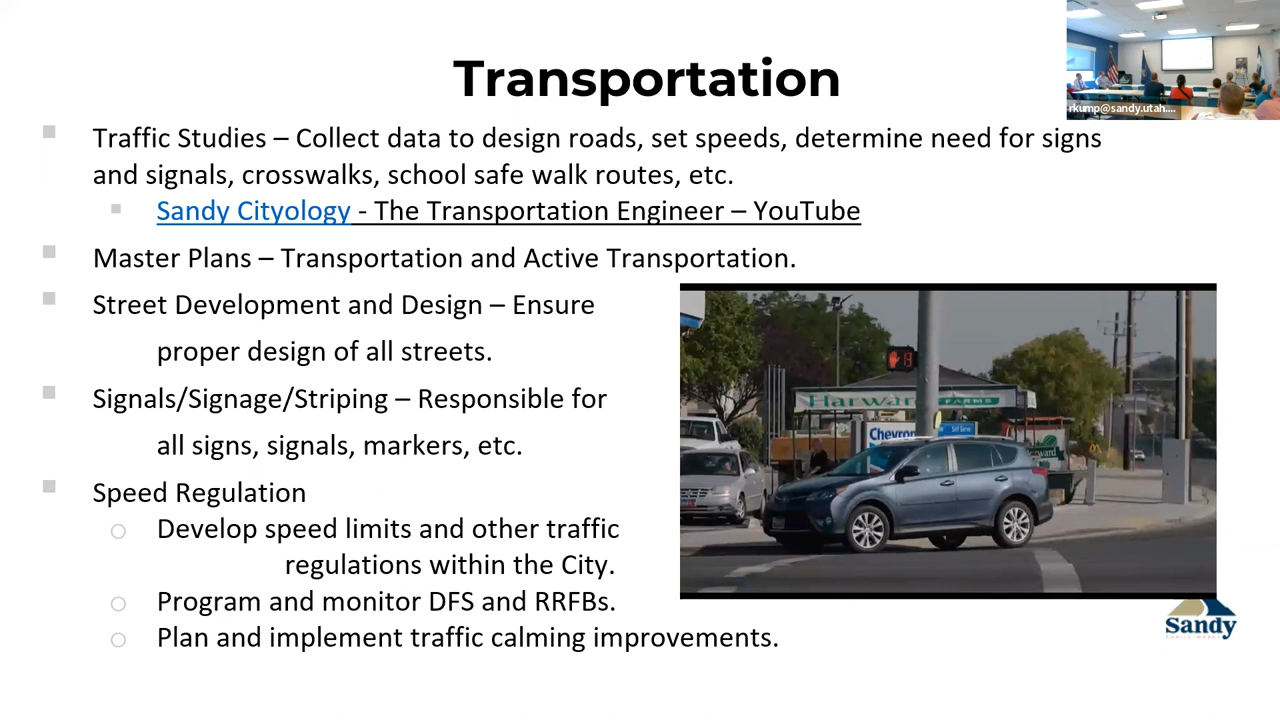 Transportation
rkump@sandy.utah....
Traffic Studies – Collect data to design roads, set speeds, determine need for signs
and signals, crosswalks, school safe walk routes, etc.
Sandy Cityology - The Transportation Engineer – YouTube
Master Plans – Transportation and Active Transportation.
Street Development and Design – Ensure
proper design of all streets.
Signals/Signage/Striping – Responsible for
all signs, signals, markers, etc.
Speed Regulation
Develop speed limits and other traffic
regulations within the City.
Program and monitor DFS and RRFBs.
Plan and implement traffic calming improvements.
Harward FARMS
Chevron
Self Serve
Sandy